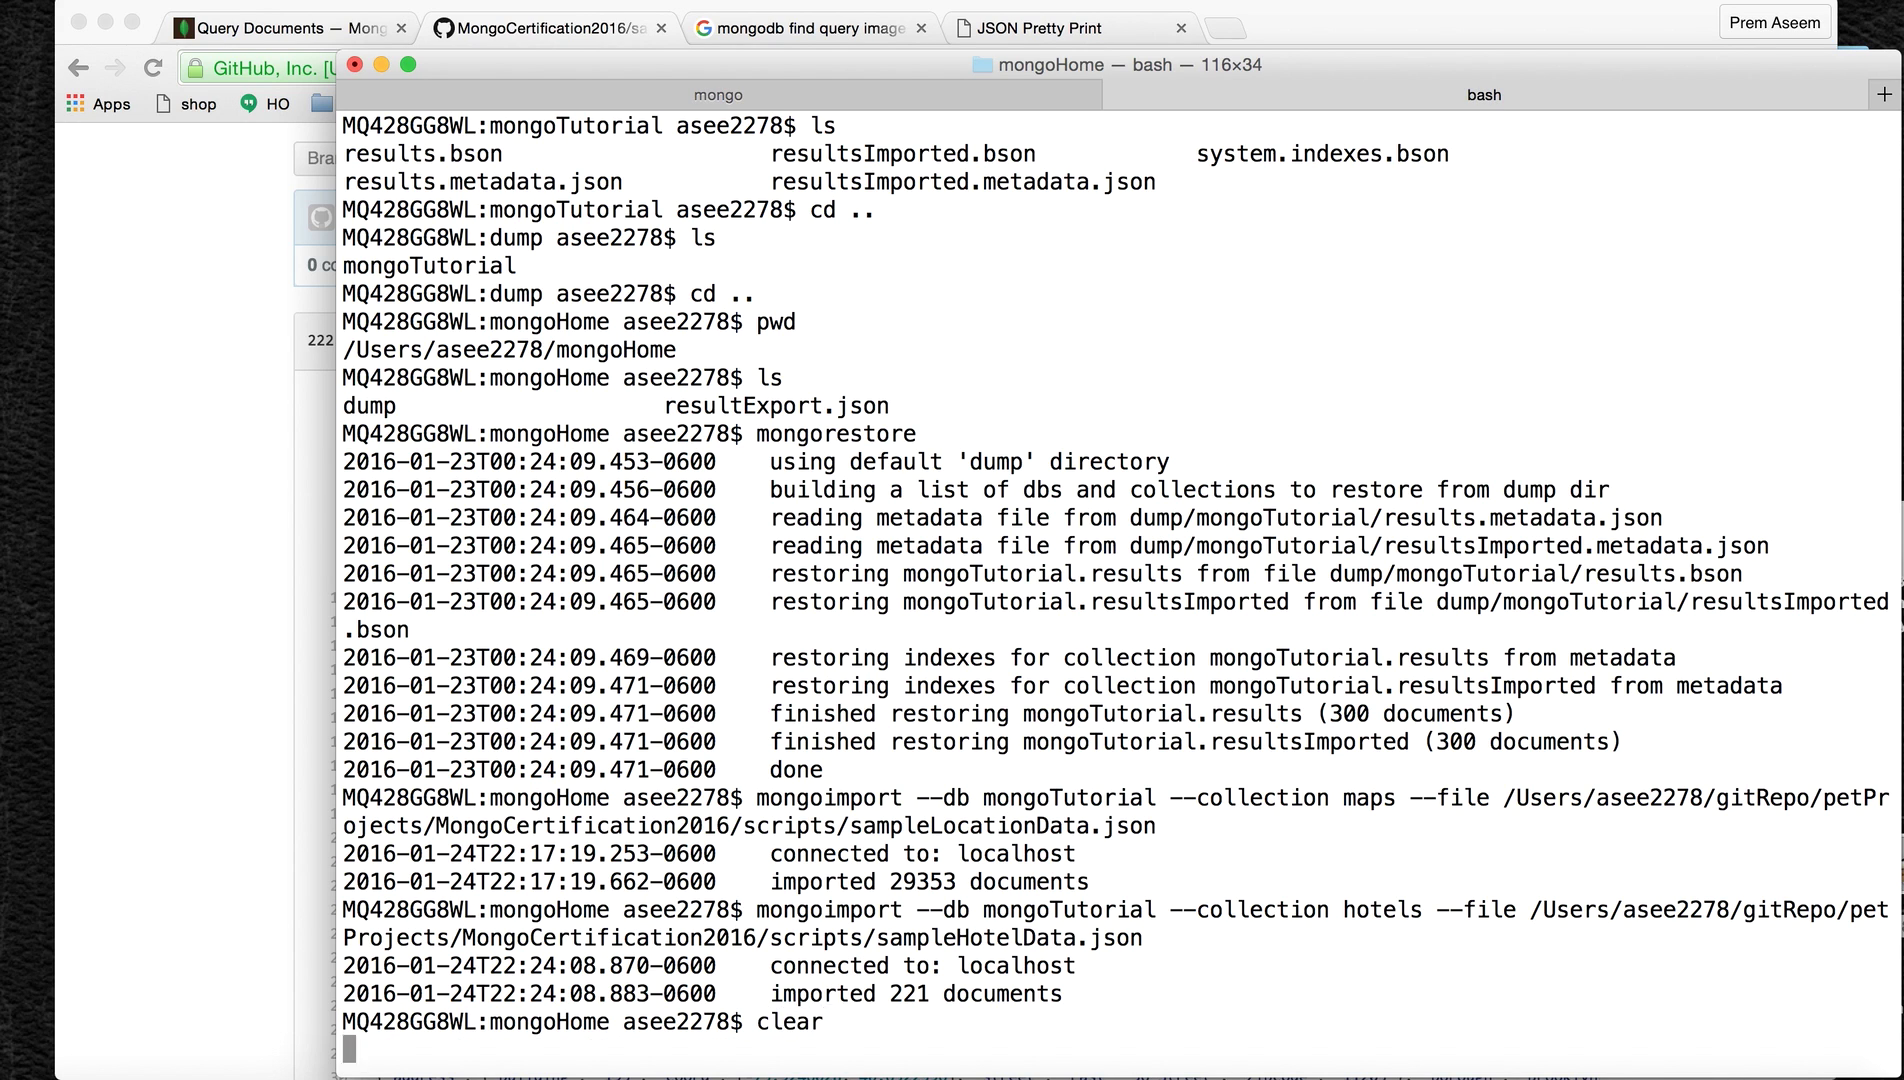 Query Documents — Mong
MongoCertification2016/sa
mongodb find query image
JSON Pretty Print
Prem Aseem
GitHub, Inc. [U
mongoHome — bash — 116×34
Apps
shop
HO
mongo
bash
Bra
0 co
222
MQ428GG8WL:mongoTutorial asee2278$ ls
results.bson resultsImported.bson system.indexes.bson
results.metadata.json resultsImported.metadata.json
MQ428GG8WL:mongoTutorial asee2278$ cd ..
MQ428GG8WL:dump asee2278$ ls
mongoTutorial
MQ428GG8WL:dump asee2278$ cd ..
MQ428GG8WL:mongoHome asee2278$ pwd
/Users/asee2278/mongoHome
MQ428GG8WL:mongoHome asee2278$ ls
dump resultExport.json
MQ428GG8WL:mongoHome asee2278$ mongorestore
2016-01-23T00:24:09.453-0600 using default 'dump' directory
2016-01-23T00:24:09.456-0600 building a list of dbs and collections to restore from dump dir
2016-01-23T00:24:09.464-0600 reading metadata file from dump/mongoTutorial/results.metadata.json
2016-01-23T00:24:09.465-0600 reading metadata file from dump/mongoTutorial/resultsImported.metadata.json
2016-01-23T00:24:09.465-0600 restoring mongoTutorial.results from file dump/mongoTutorial/results.bson
2016-01-23T00:24:09.465-0600 restoring mongoTutorial.resultsImported from file dump/mongoTutorial/resultsImported
.bson
2016-01-23T00:24:09.469-0600 restoring indexes for collection mongoTutorial.results from metadata
2016-01-23T00:24:09.471-0600 restoring indexes for collection mongoTutorial.resultsImported from metadata
2016-01-23T00:24:09.471-0600 finished restoring mongoTutorial.results (300 documents)
2016-01-23T00:24:09.471-0600 finished restoring mongoTutorial.resultsImported (300 documents)
2016-01-23T00:24:09.471-0600 done
MQ428GG8WL:mongoHome asee2278$ mongoimport --db mongoTutorial --collection maps --file /Users/asee2278/gitRepo/petPr
ojects/MongoCertification2016/scripts/sampleLocationData.json
2016-01-24T22:17:19.253-0600 connected to: localhost
2016-01-24T22:17:19.662-0600 imported 29353 documents
MQ428GG8WL:mongoHome asee2278$ mongoimport --db mongoTutorial --collection hotels --file /Users/asee2278/gitRepo/pet
Projects/MongoCertification2016/scripts/sampleHotelData.json
2016-01-24T22:24:08.870-0600 connected to: localhost
2016-01-24T22:24:08.883-0600 imported 221 documents
MQ428GG8WL:mongoHome asee2278$ clear